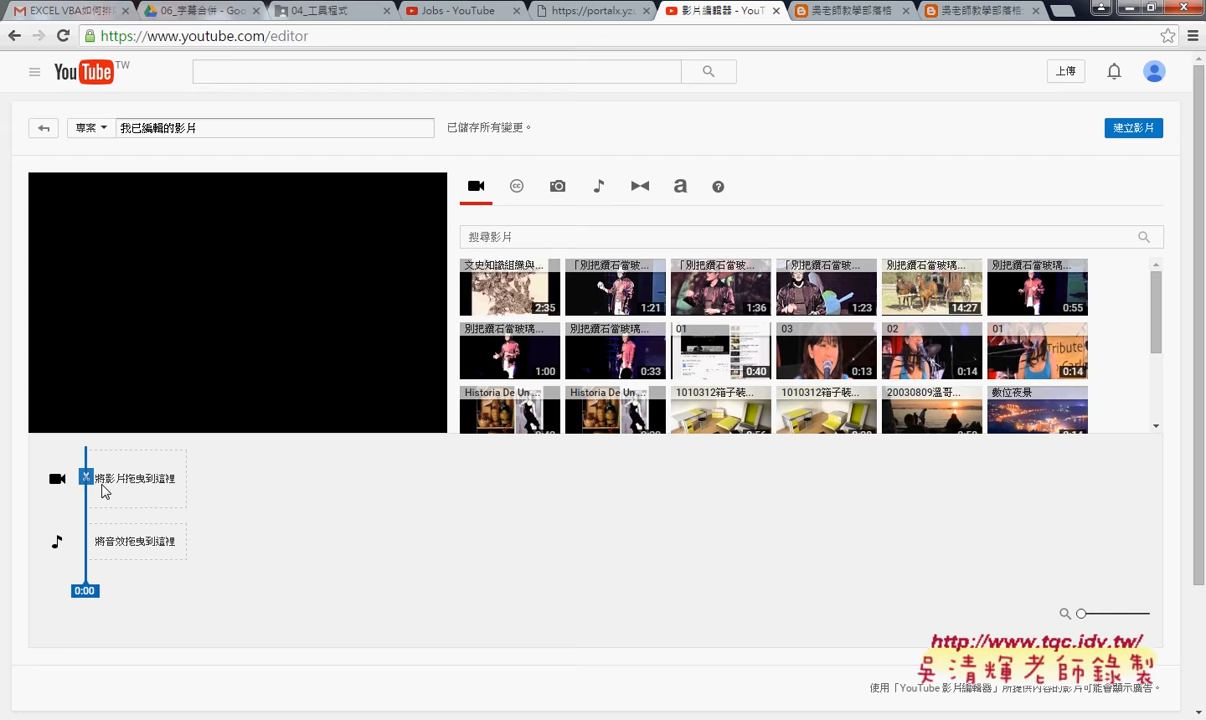 EXCEL VBA如何排
06_字幕合併 - Goo
04_工具程式
Jobs - YouTube
https://portalx.yz
影片編輯器 - YouT
吳老師教學部落格
吳老師教學部落格
https://www.youtube.com/editor
YouTube TW
上傳
專案
我已編輯的影片
已儲存所有變更。
建立影片
搜尋影片
文史知識組織與...
「別把鑽石當玻...
「別把鑽石當玻...
「別把鑽石當玻...
別把鑽石當玻璃...
別把鑽石當玻璃...
2:35
1:21
1:36
1:23
14:27
0:55
別把鑽石當玻璃...
別把鑽石當玻璃...
01
03
02
01
Tribute
1:00
0:33
0:40
0:13
0:14
0:14
Historia De Un ...
Historia De Un ...
1010312箱子裝...
1010312箱子裝...
20030809溫哥...
數位夜景
將影片拖曳到這裡
將音效拖曳到這裡
0:00
http://www.tqc.idv.tw/
吳清輝老師錄製
使用「YouTube 影片編輯器」所提供內容的影片可能會顯示廣告。